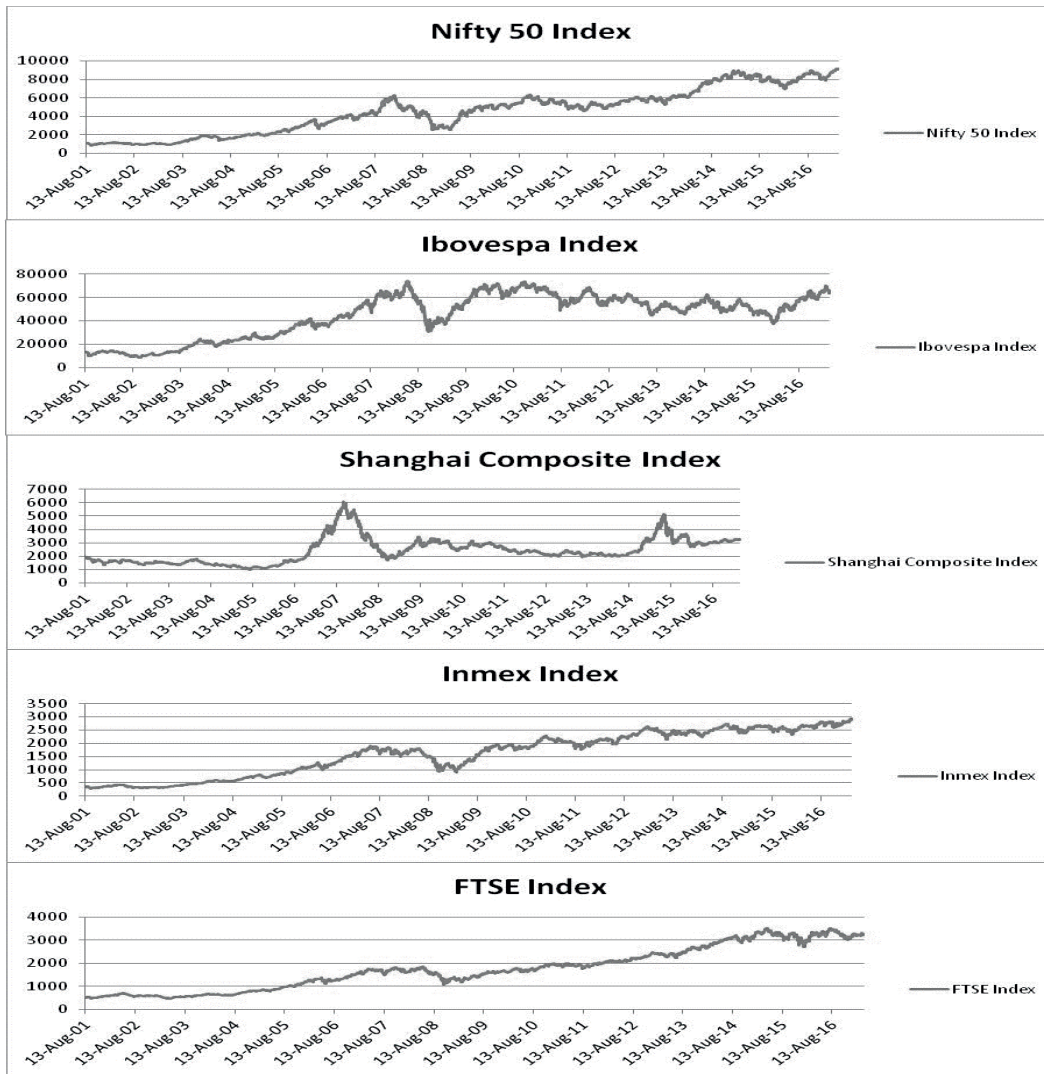 Nifty 50 Index
10000
8000
6000
4000
2000
0
13-Aug-01
13-Aug-02
13-Aug-03
13-Aug-04
13-Aug-05
13-Aug-06
13-Aug-07
13-Aug-08
13-Aug-09
13-Aug-10
13-Aug-11
13-Aug-12
13-Aug-13
13-Aug-14
13-Aug-15
13-Aug-16
Nifty 50 Index
Ibovespa Index
80000
60000
40000
20000
0
13-Aug-01
13-Aug-02
13-Aug-03
13-Aug-04
13-Aug-05
13-Aug-06
13-Aug-07
13-Aug-08
13-Aug-09
13-Aug-10
13-Aug-11
13-Aug-12
13-Aug-13
13-Aug-14
13-Aug-15
13-Aug-16
Ibovespa Index
Shanghai Composite Index
7000
6000
5000
4000
3000
2000
1000
0
13-Aug-01
13-Aug-02
13-Aug-03
13-Aug-04
13-Aug-05
13-Aug-06
13-Aug-07
13-Aug-08
13-Aug-09
13-Aug-10
13-Aug-11
13-Aug-12
13-Aug-13
13-Aug-14
13-Aug-15
13-Aug-16
Shanghai Composite Index
Inmex Index
3500
3000
2500
2000
1500
1000
500
0
13-Aug-01
13-Aug-02
13-Aug-03
13-Aug-04
13-Aug-05
13-Aug-06
13-Aug-07
13-Aug-08
13-Aug-09
13-Aug-10
13-Aug-11
13-Aug-12
13-Aug-13
13-Aug-14
13-Aug-15
13-Aug-16
Inmex Index
FTSE Index
4000
3000
2000
1000
0
13-Aug-01
13-Aug-02
13-Aug-03
13-Aug-04
13-Aug-05
13-Aug-06
13-Aug-07
13-Aug-08
13-Aug-09
13-Aug-10
13-Aug-11
13-Aug-12
13-Aug-13
13-Aug-14
13-Aug-15
13-Aug-16
FTSE Index